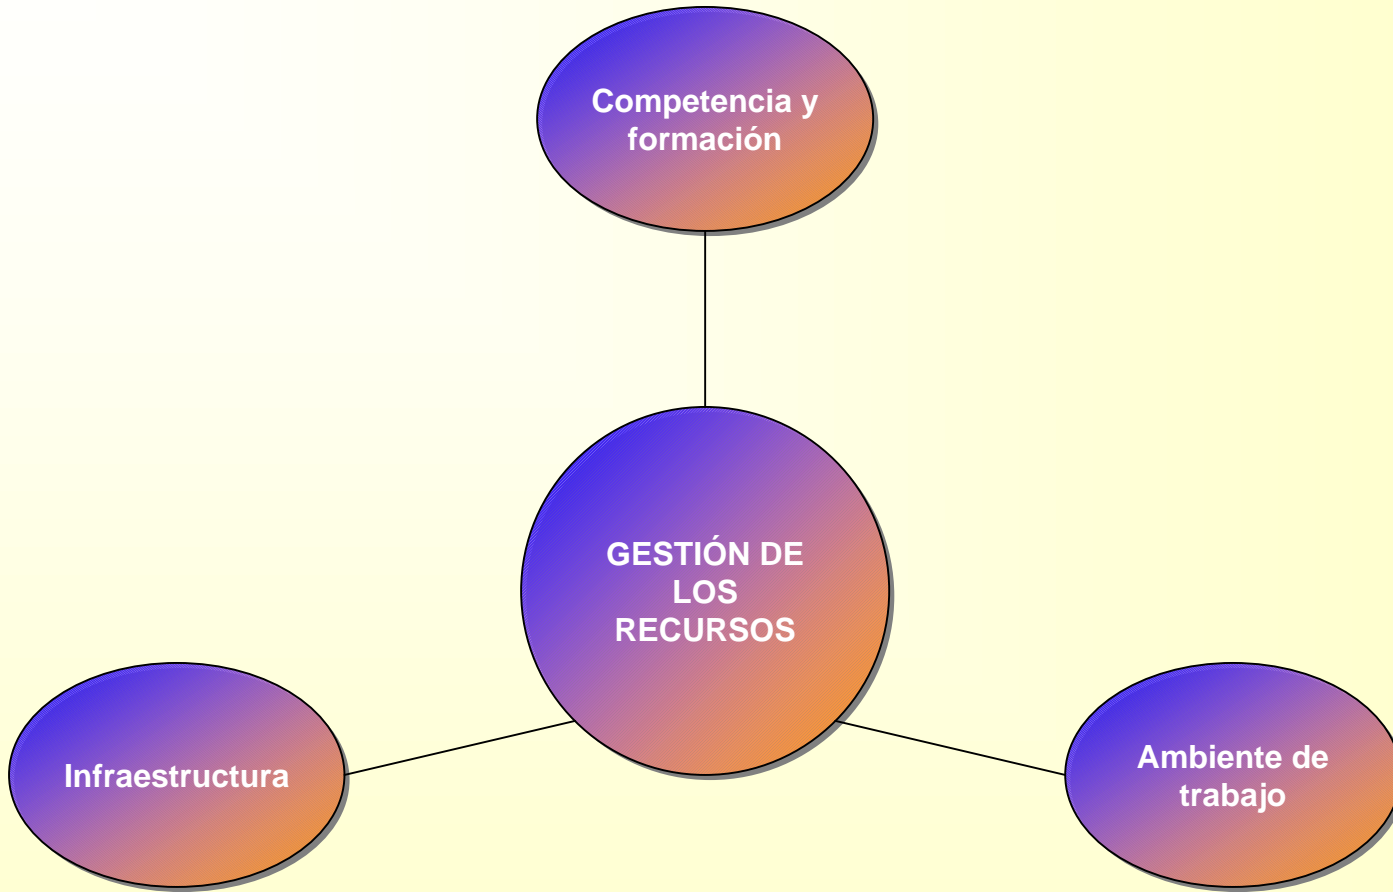 Competencia y
formación
GESTIÓN DE
LOS
RECURSOS
Infraestructura
Ambiente de
trabajo